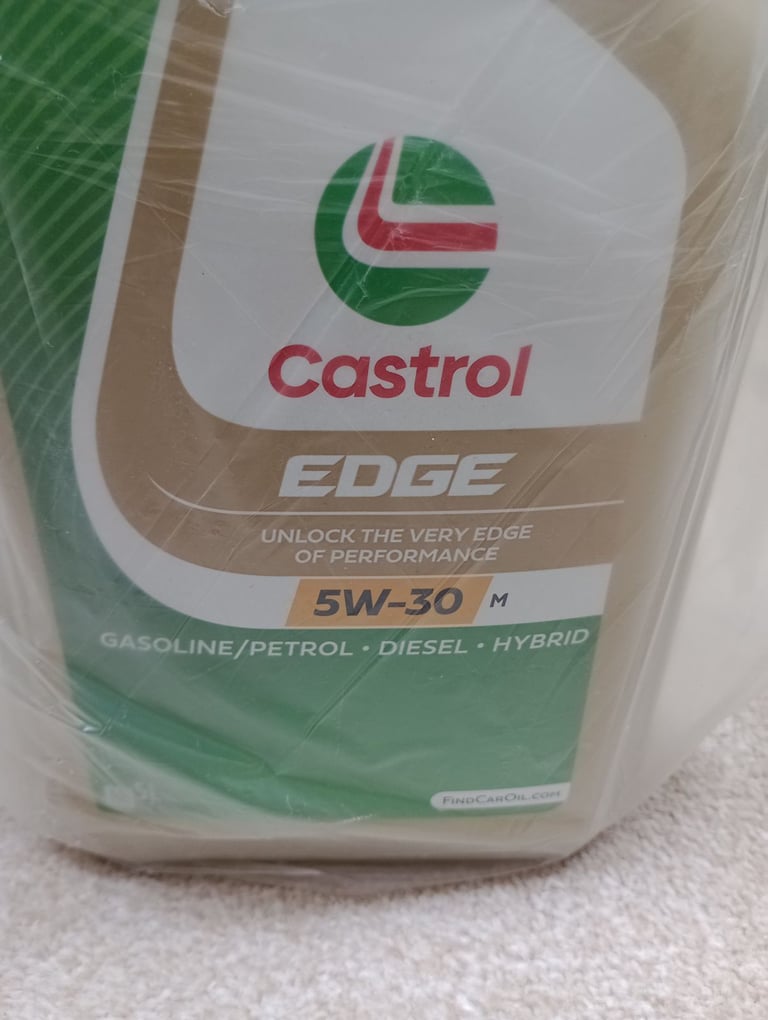 Castrol
EDGE
UNLOCK THE VERY EDGE
OF PERFORMANCE
5W-30 M
GASOLINE/PETROL • DIESEL • HYBRID
FINDCAROIL.COM